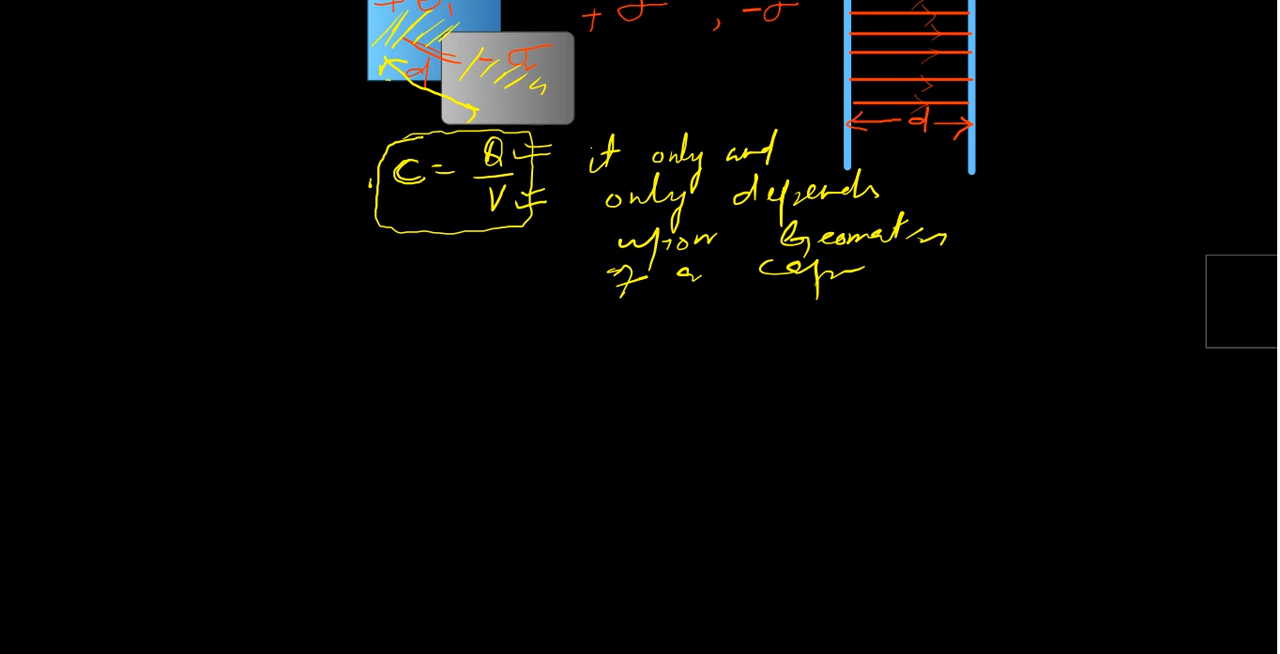 + σ , -σ
d - σ
d
C = Q/V it only and
only depends
upon Geometry
of a cap